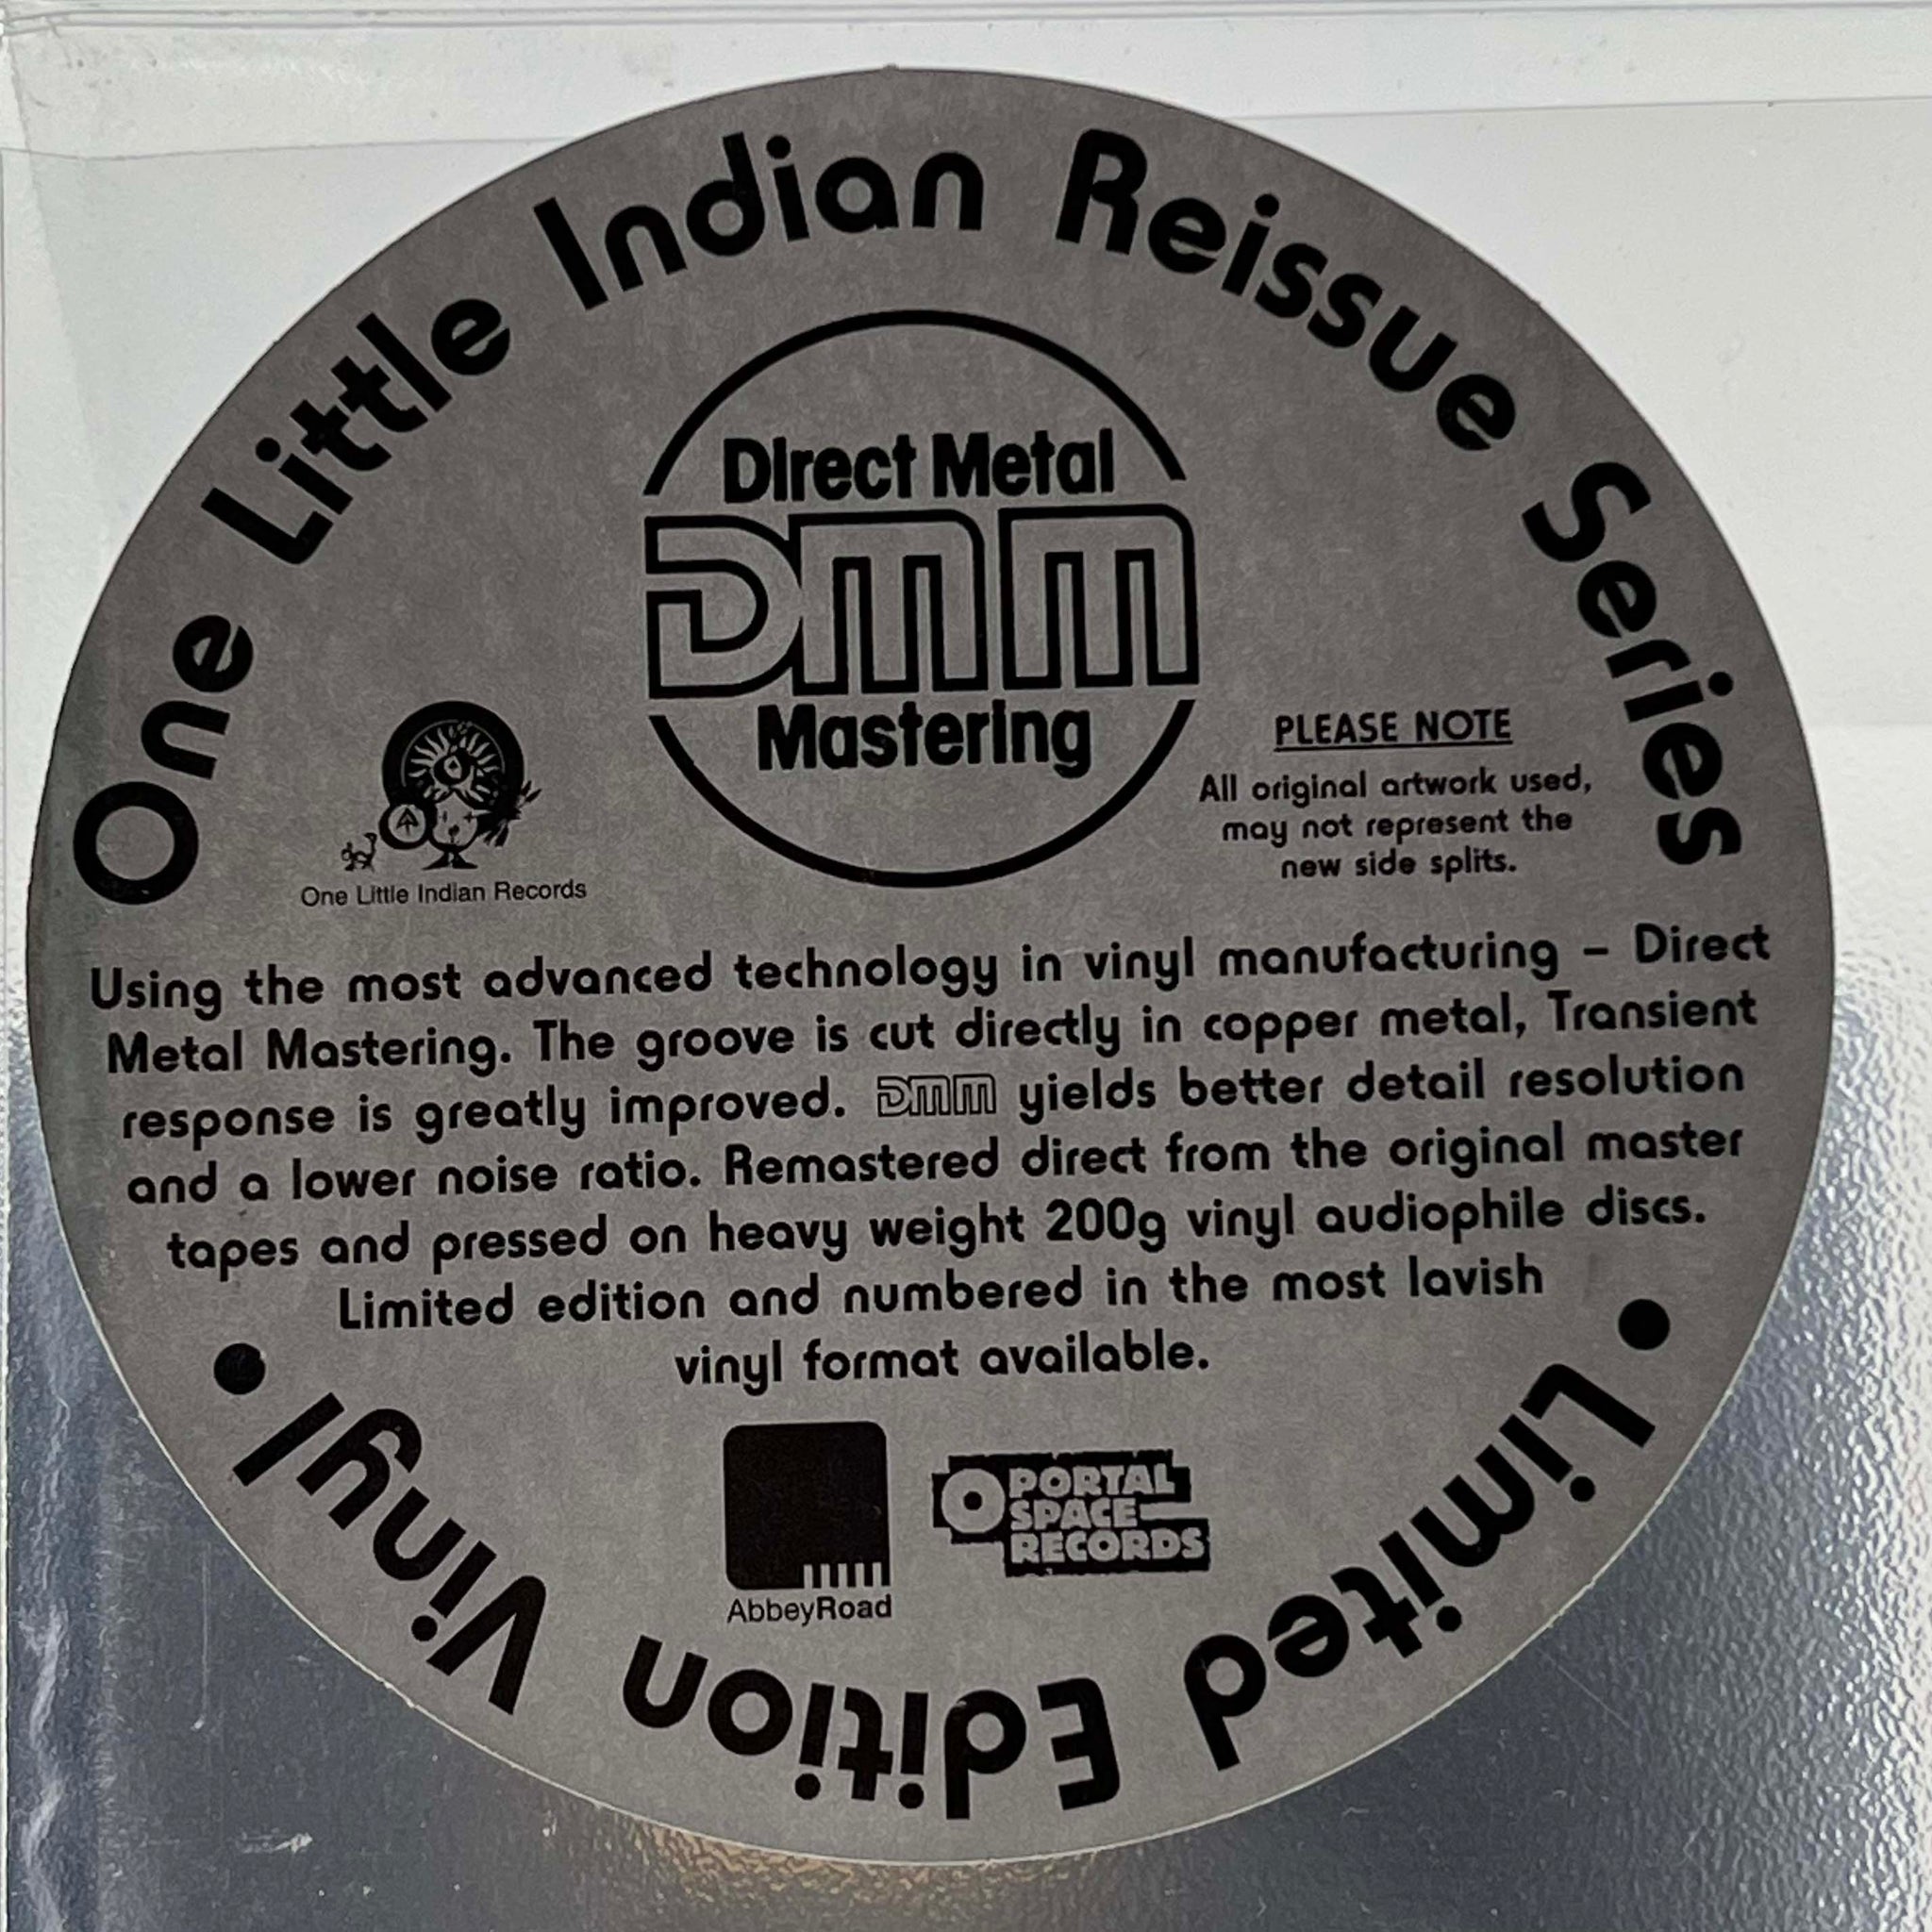 One Little Indian Reissue Series
Direct Metal
DMM
Mastering
One Little Indian Records
PLEASE NOTE
All original artwork used,
may not represent the
new side splits.
Using the most advanced technology in vinyl manufacturing – Direct
Metal Mastering. The groove is cut directly in copper metal, Transient
response is greatly improved. DMM yields better detail resolution
and a lower noise ratio. Remastered direct from the original master
tapes and pressed on heavy weight 200g vinyl audiophile discs.
Limited edition and numbered in the most lavish
vinyl format available.
AbbeyRoad
PORTAL
SPACE
RECORDS
• Limited Edition Vinyl •